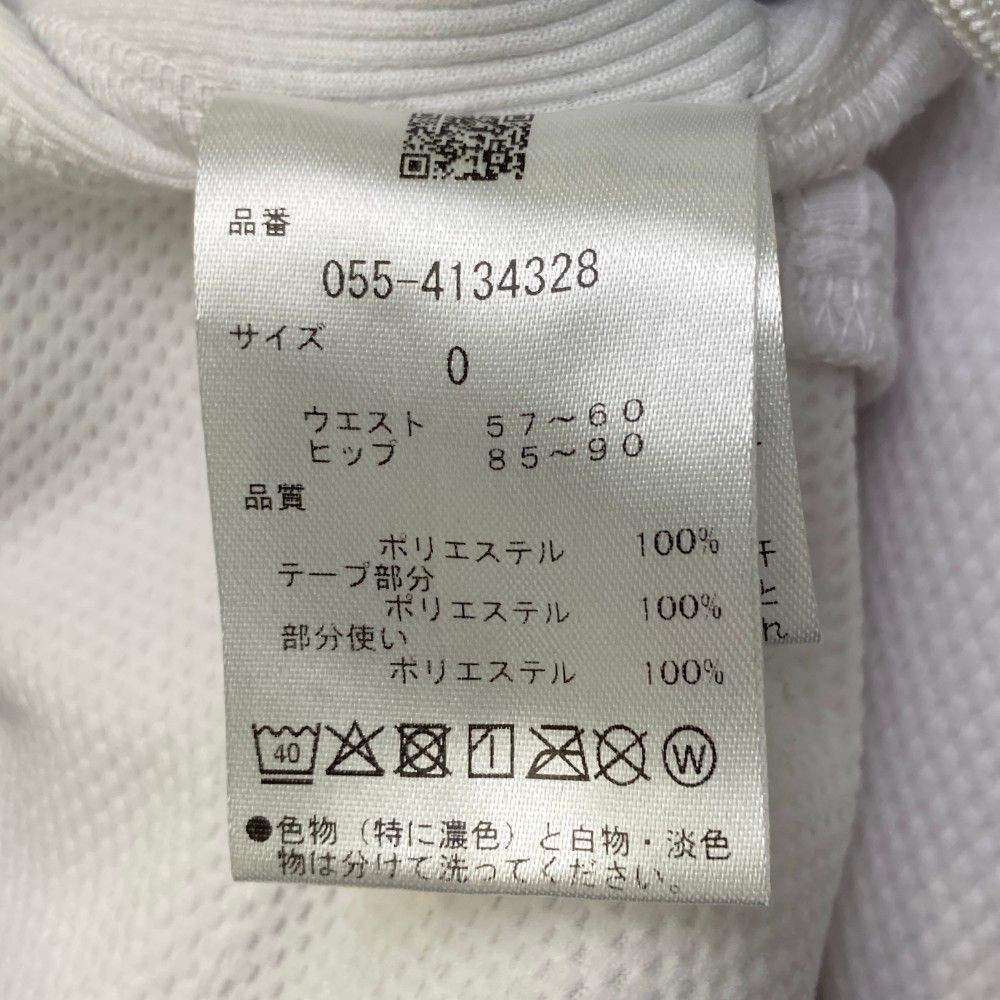 品番
055-4134328
サイズ
0
ウエスト 57～60
ヒップ 85～90
品質
ポリエステル 100%
テープ部分
ポリエステル 100%
部分使い
ポリエステル 100%
40 W
●色物（特に濃色）と白物・淡色
物は分けて洗ってください。
汗
と
れ